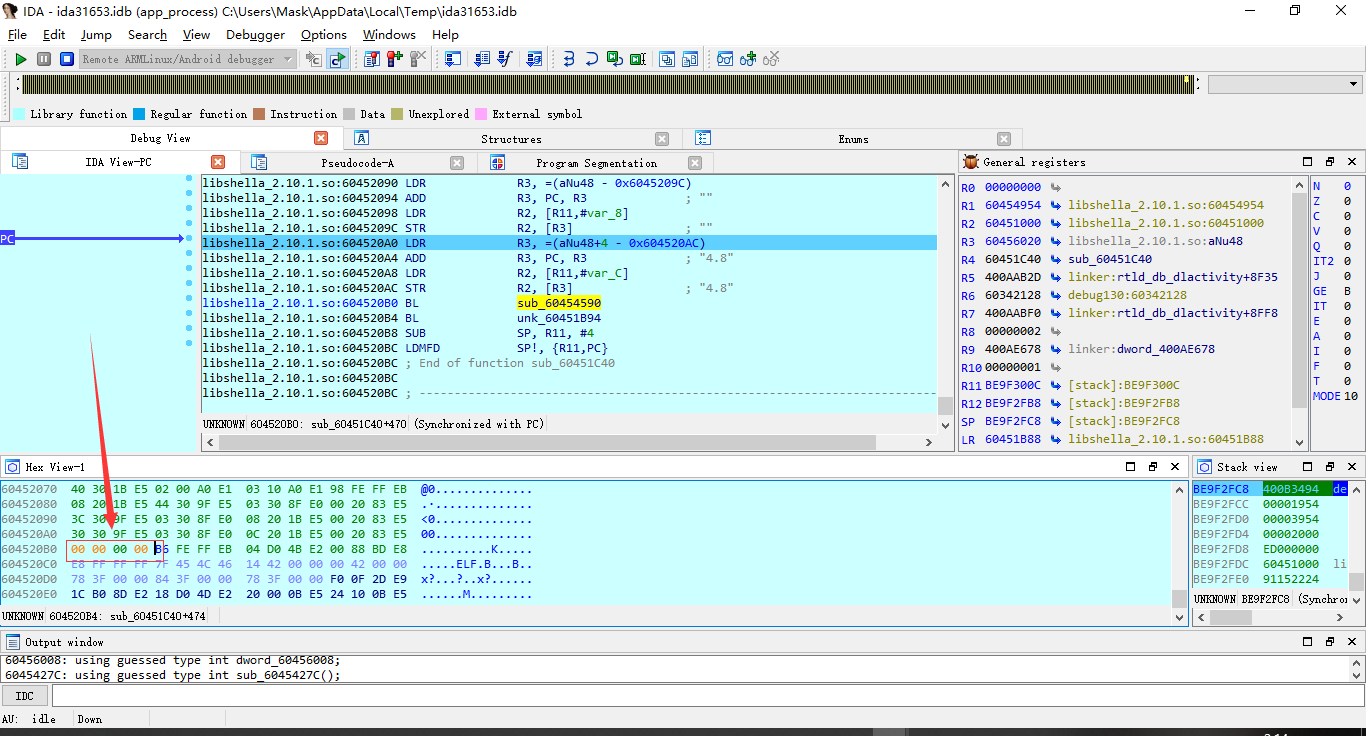 IDA - ida31653.idb (app_process) C:\Users\Mask\AppData\Local\Temp\ida31653.idb
File Edit Jump Search View Debugger Options Windows Help
Remote ARMLinux/Android debugger
Library function Regular function Instruction Data Unexplored External symbol
Debug View Structures Enums
IDA View-PC Pseudocode-A Program Segmentation
PC
libshella_2.10.1.so:60452090 LDR R3, =(aNu48 - 0x6045209C)
libshella_2.10.1.so:60452094 ADD R3, PC, R3 ; ""
libshella_2.10.1.so:60452098 LDR R2, [R11,#var_8]
libshella_2.10.1.so:6045209C STR R2, [R3] ; ""
libshella_2.10.1.so:604520A0 LDR R3, =(aNu48+4 - 0x604520AC)
libshella_2.10.1.so:604520A4 ADD R3, PC, R3 ; "4.8"
libshella_2.10.1.so:604520A8 LDR R2, [R11,#var_C]
libshella_2.10.1.so:604520AC STR R2, [R3] ; "4.8"
libshella_2.10.1.so:604520B0 BL sub_60454590
libshella_2.10.1.so:604520B4 BL unk_60451B94
libshella_2.10.1.so:604520B8 SUB SP, R11, #4
libshella_2.10.1.so:604520BC LDMFD SP!, {R11,PC}
libshella_2.10.1.so:604520BC ; End of function sub_60451C40
libshella_2.10.1.so:604520BC
libshella_2.10.1.so:604520BC ; ---------------------------------------------------------------------------
UNKNOWN 604520B0: sub_60451C40+470 (Synchronized with PC)
General registers
R0 00000000
R1 60454954 libshella_2.10.1.so:60454954
R2 60451000 libshella_2.10.1.so:60451000
R3 60456020 libshella_2.10.1.so:aNu48
R4 60451C40 sub_60451C40
R5 400AAB2D linker:rtld_db_dlactivity+8F35
R6 60342128 debug130:60342128
R7 400AABF0 linker:rtld_db_dlactivity+8FF8
R8 00000002
R9 400AE678 linker:dword_400AE678
R10 00000001
R11 BE9F300C [stack]:BE9F300C
R12 BE9F2FB8 [stack]:BE9F2FB8
SP BE9F2FC8 [stack]:BE9F2FC8
LR 60451B88 libshella_2.10.1.so:60451B88
N 0
Z 0
C 0
V 0
Q 0
IT2 0
J 0
GE B
IT 0
E 0
A 0
I 0
F 0
T 0
MODE 10
Hex View-1
60452070 40 30 1B E5 02 00 A0 E1 03 10 A0 E1 98 FE FF EB @0..............
60452080 08 20 1B E5 44 30 9F E5 03 30 8F E0 00 20 83 E5
60452090 3C 30 9F E5 03 30 8F E0 08 20 1B E5 00 20 83 E5 <0..............
604520A0 30 30 9F E5 03 30 8F E0 0C 20 1B E5 00 20 83 E5 00..............
604520B0 00 00 00 00 B6 FE FF EB 04 D0 4B E2 00 88 BD E8 ..........K.....
604520C0 E8 FF FF FF 7F 45 4C 46 14 42 00 00 00 42 00 00 .....ELF.B...B..
604520D0 78 3F 00 00 84 3F 00 00 78 3F 00 00 F0 0F 2D E9 x?...?..x?......
604520E0 1C B0 8D E2 18 D0 4D E2 20 00 0B E5 24 10 0B E5 ......M.........
UNKNOWN 604520B4: sub_60451C40+474
Stack view
BE9F2FC8 400B3494 de
BE9F2FCC 00001954
BE9F2FD0 00003954
BE9F2FD4 00002000
BE9F2FD8 ED000000
BE9F2FDC 60451000 li
BE9F2FE0 91152224
UNKNOWN BE9F2FC8 (Synchro
Output window
60456008: using guessed type int dword_60456008;
6045427C: using guessed type int sub_6045427C();
IDC
AU: idle Down